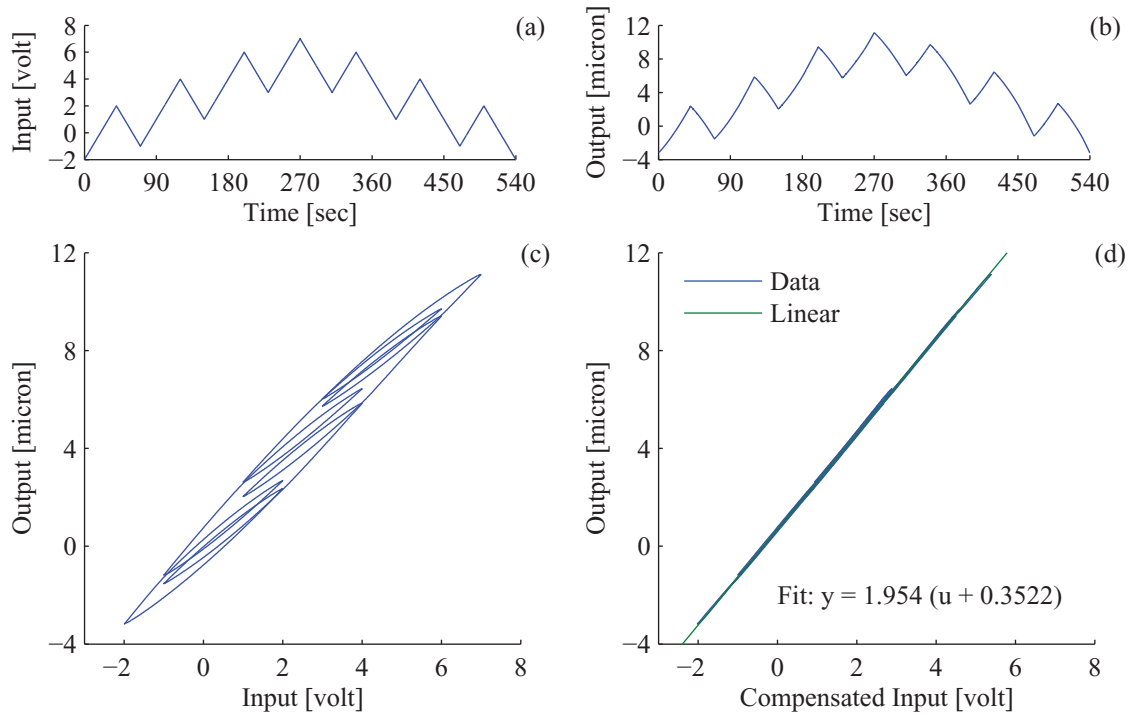 (a)
8
6
4
2
0
−2
Input [volt]
0 90 180 270 360 450 540
Time [sec]
(b)
12
8
4
0
−4
Output [micron]
0 90 180 270 360 450 540
Time [sec]
(c)
12
8
4
0
−4
Output [micron]
−2 0 2 4 6 8
Input [volt]
(d)
Data
Linear
12
8
4
0
−4
Output [micron]
Fit: y = 1.954 (u + 0.3522)
−2 0 2 4 6 8
Compensated Input [volt]